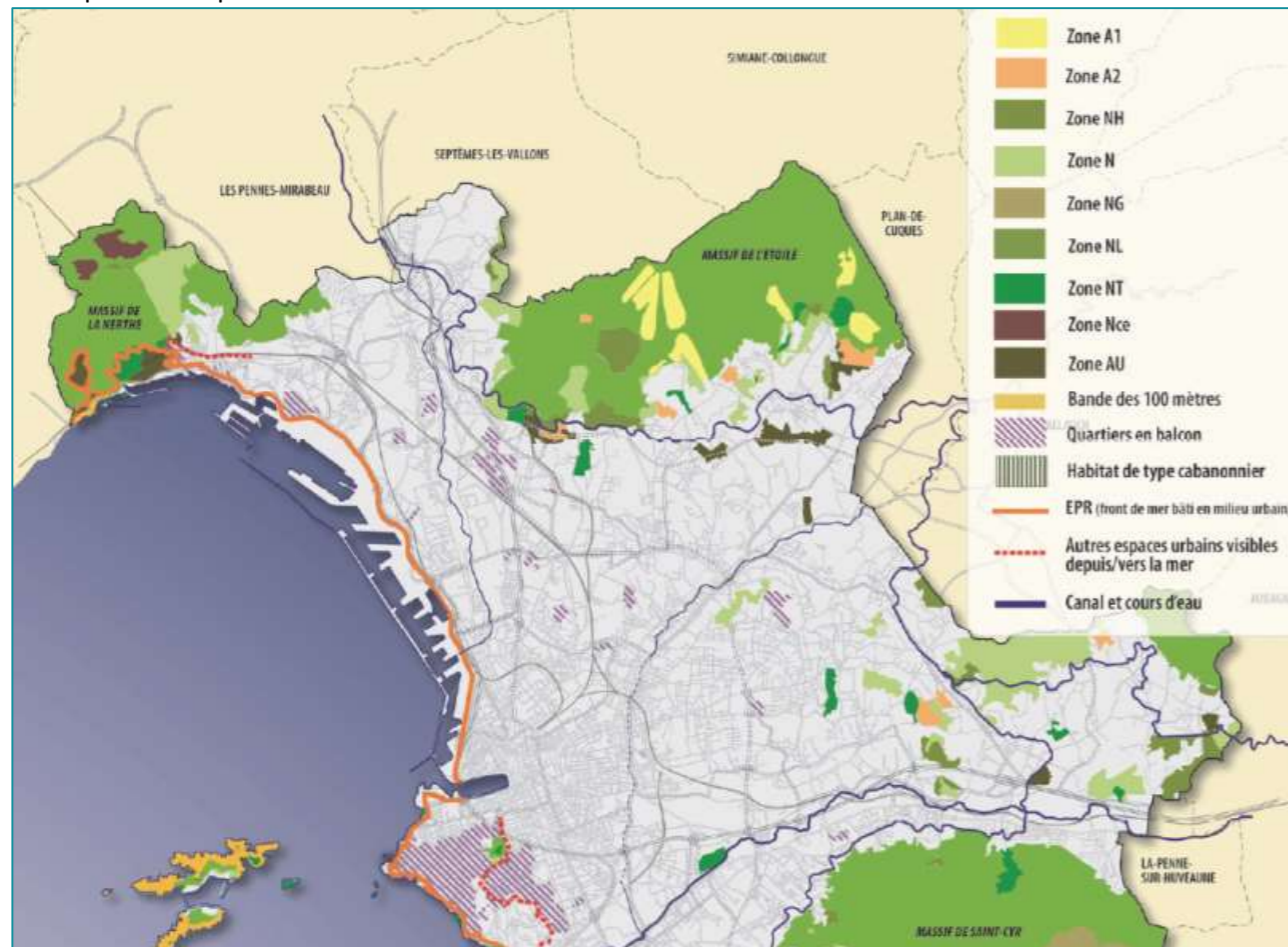 SIMIANE-COLLONGUE
SEPTÈMES-LES-VALLONS
LES PENNES-MIRABEAU
PLAN-DE-
CUQUES
MASSIF DE L'ETOILE
MASSIF DE
LA NERTHE
Zone A1
Zone A2
Zone NH
Zone N
Zone NG
Zone NL
Zone NT
Zone Nce
Zone AU
Bande des 100 mètres
Quartiers en balcon
Habitat de type cabanonnier
EPR (front de mer bâti en milieu urbain
Autres espaces urbains visibles
depuis/vers la mer
Canal et cours d'eau
LA-PENNE-
SUR-HUVEAUNE
MASSIF DE SAINT-CYR